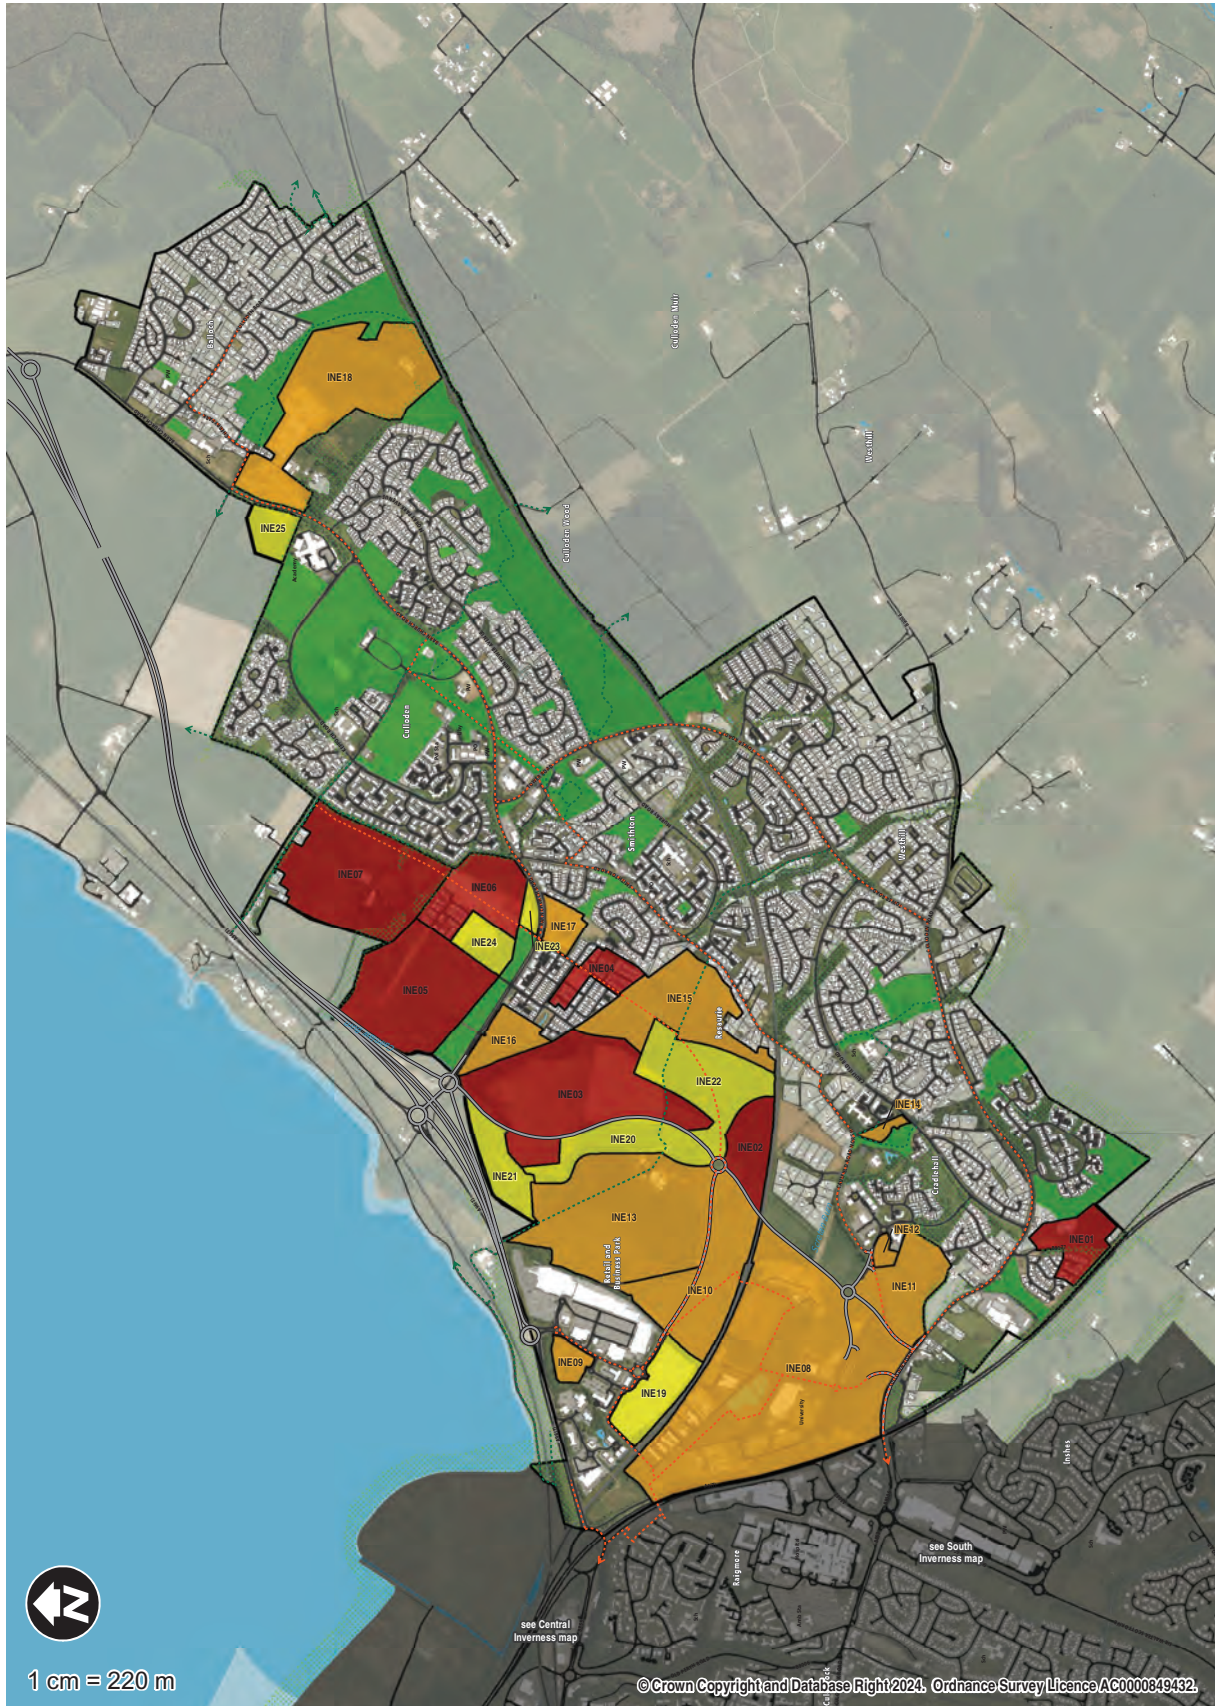 Balloch
INE18
INE25
Academy
Culloden Muir
Westhill
Culloden Wood
Culloden
Smithton
Westhill
INE07
INE06
INE24
INE05
INE23
INE17
INE04
INE15
Resaurie
INE16
INE03
INE22
INE20
INE02
INE21
INE14
Cradlehall
INE13
Retail and
Business Park
INE12
INE01
INE10
INE11
INE09
INE19
INE08
University
Inshes
Raigmore
see South
Inverness map
see Central
Inverness map
N
1 cm = 220 m
© Crown Copyright and Database Right 2024. Ordnance Survey Licence AC0000849432.